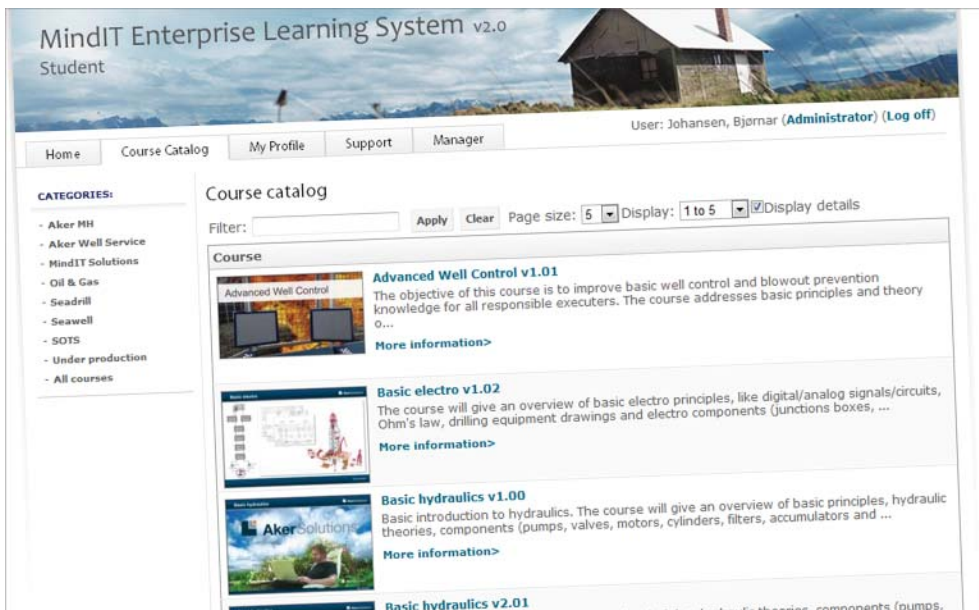 MindIT Enterprise Learning System v2.0
Student
User: Johansen, Bjørnar (Administrator) (Log off)
Home
Course Catalog
My Profile
Support
Manager
CATEGORIES:
- Aker MH
- Aker Well Service
- MindIT Solutions
- Oil & Gas
- Seadrill
- Seawell
- SOTS
- Under production
- All courses
Course catalog
Filter:
Apply
Clear
Page size: 5
Display: 1 to 5
Display details
Course
Advanced Well Control
Advanced Well Control v1.01
The objective of this course is to improve basic well control and blowout prevention
knowledge for all responsible executers. The course addresses basic principles and theory
o...
More information>
Basic electro
Basic electro v1.02
The course will give an overview of basic electro principles, like digital/analog signals/circuits,
Ohm's law, drilling equipment drawings and electro components (junctions boxes, ...
More information>
Basic hydraulics
AkerSolutions
Basic hydraulics v1.00
Basic introduction to hydraulics. The course will give an overview of basic principles, hydraulic
theories, components (pumps, valves, motors, cylinders, filters, accumulators and ...
More information>
Basic hydraulics v2.01
theories, components (pumps,